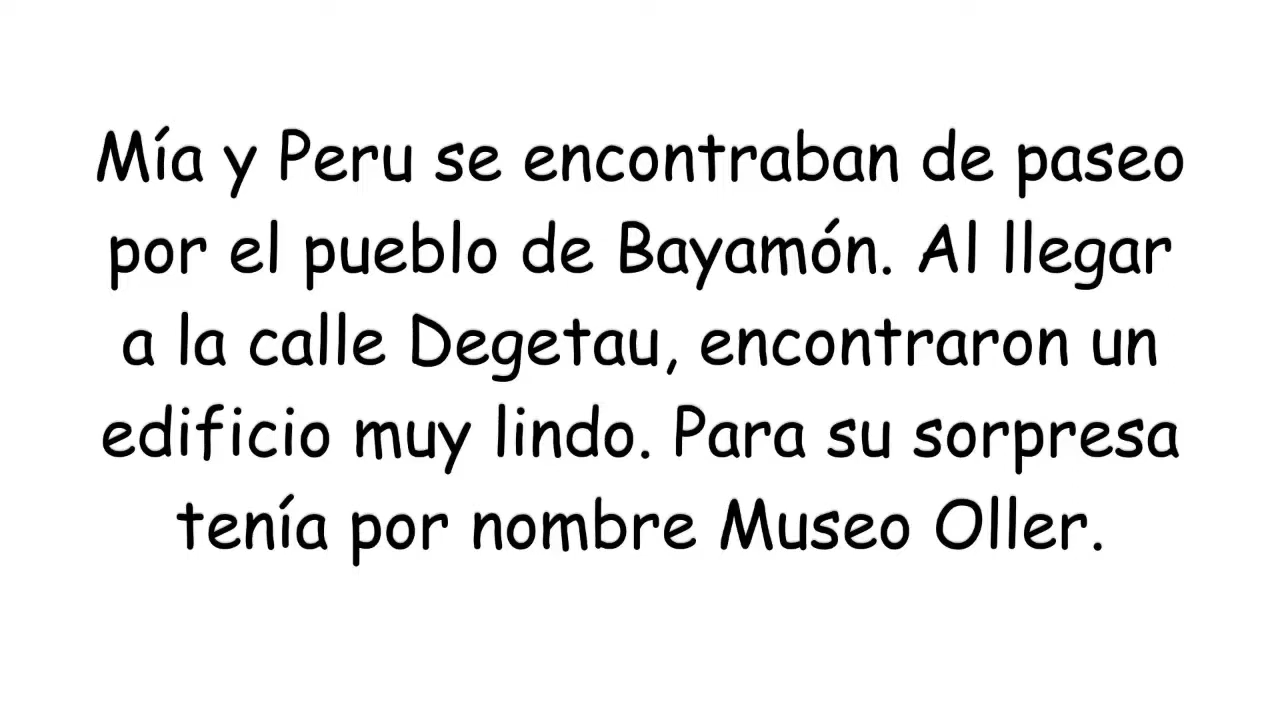 Mía y Peru se encontraban de paseo
por el pueblo de Bayamón. Al llegar
a la calle Degetau, encontraron un
edificio muy lindo. Para su sorpresa
tenía por nombre Museo Oller.